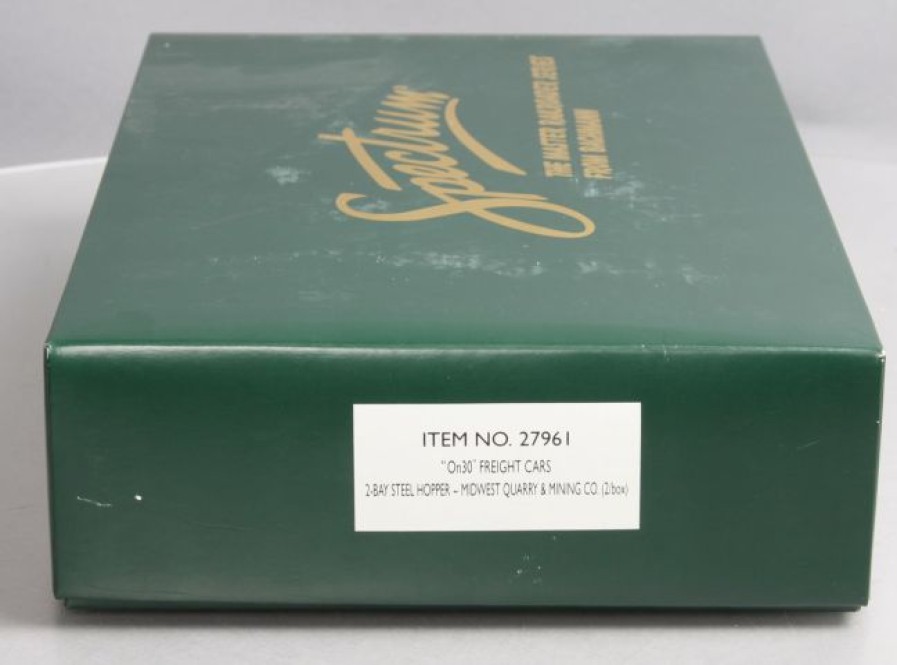 Spectrum
THE MASTER RAILROADER SERIES
FROM BACHMANN
ITEM NO. 27961
"On30" FREIGHT CARS
2-BAY STEEL HOPPER – MIDWEST QUARRY & MINING CO. (2/box)